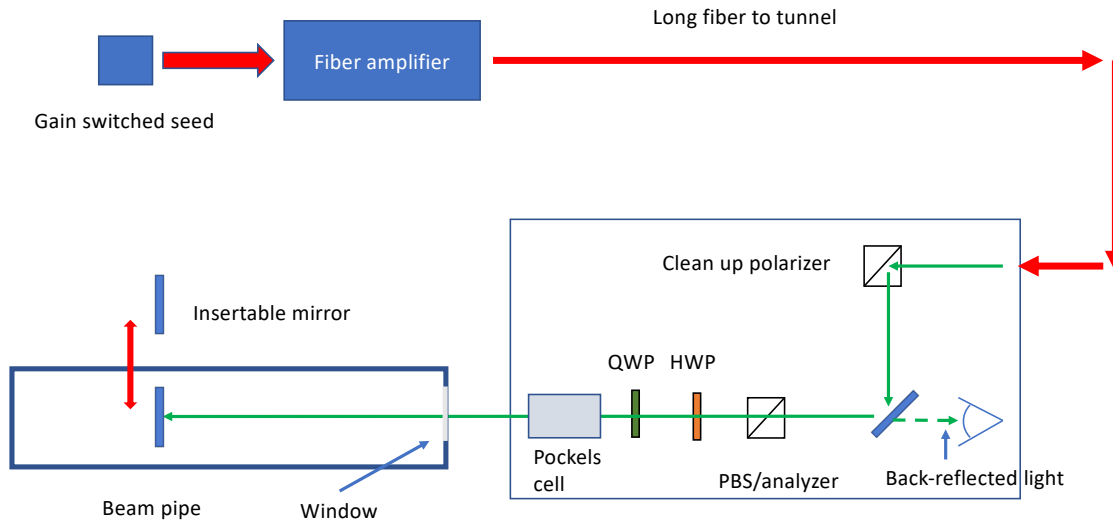 Long fiber to tunnel
Fiber amplifier
Gain switched seed
Clean up polarizer
Insertable mirror
QWP
HWP
Pockels
cell
PBS/analyzer
Back-reflected light
Beam pipe
Window